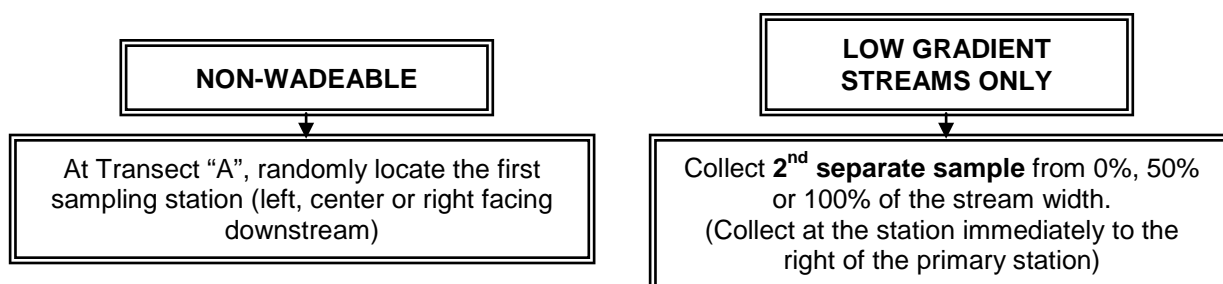 NON-WADEABLE
At Transect “A”, randomly locate the first
sampling station (left, center or right facing
downstream)
LOW GRADIENT
STREAMS ONLY
Collect 2nd separate sample from 0%, 50%
or 100% of the stream width.
(Collect at the station immediately to the
right of the primary station)